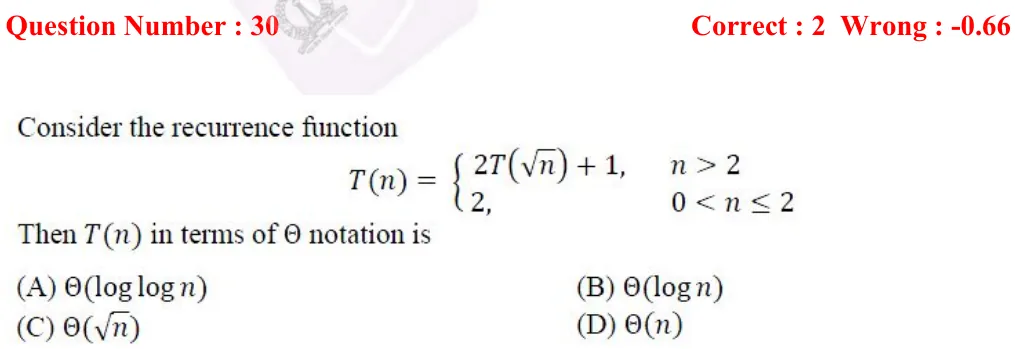 Question Number : 30 Correct : 2 Wrong : -0.66
Consider the recurrence function
T(n) = { 2T(√n) + 1, n > 2
2, 0 < n ≤ 2
Then T(n) in terms of Θ notation is
(A) Θ(log log n) (B) Θ(log n)
(C) Θ(√n) (D) Θ(n)